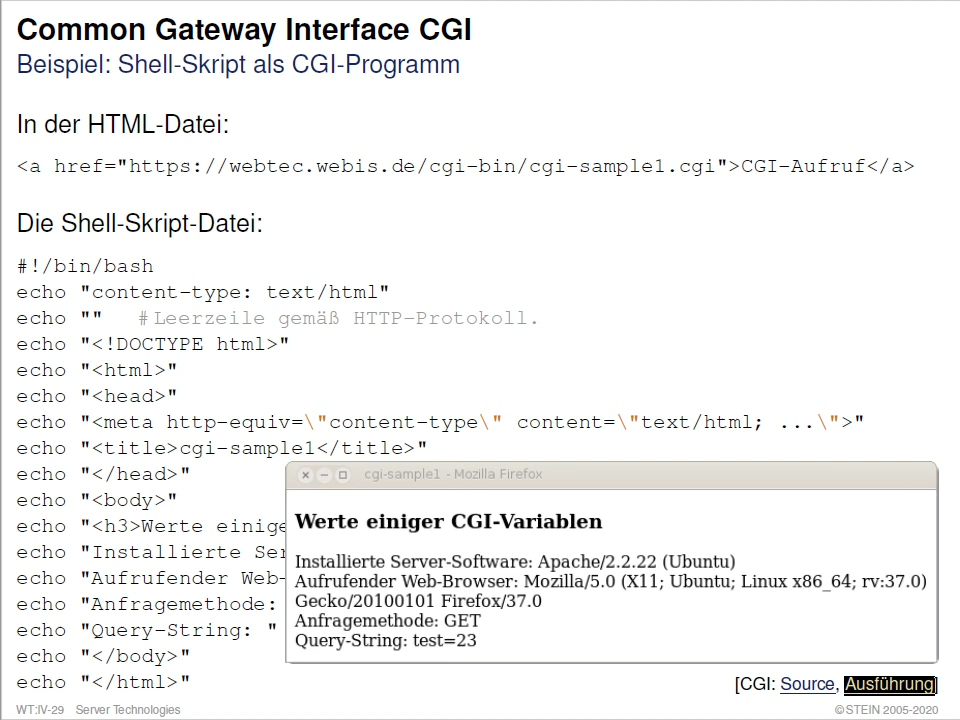 Common Gateway Interface CGI
Beispiel: Shell-Skript als CGI-Programm
In der HTML-Datei:
<a href="https://webtec.webis.de/cgi-bin/cgi-sample1.cgi">CGI-Aufruf</a>
Die Shell-Skript-Datei:
#!/bin/bash
echo "content-type: text/html"
echo "" #Leerzeile gemäß HTTP-Protokoll.
echo "<!DOCTYPE html>"
echo "<html>"
echo "<head>"
echo "<meta http-equiv=\"content-type\" content=\"text/html; ...\">"
echo "<title>cgi-sample1</title>"
echo "</head>"
echo "<body>"
echo "<h3>Werte einige
echo "Installierte Ser
echo "Aufrufender Web-
echo "Anfragemethode:
echo "Query-String: "
echo "</body>"
echo "</html>"
cgi-sample1 - Mozilla Firefox
Werte einiger CGI-Variablen
Installierte Server-Software: Apache/2.2.22 (Ubuntu)
Aufrufender Web-Browser: Mozilla/5.0 (X11; Ubuntu; Linux x86_64; rv:37.0)
Gecko/20100101 Firefox/37.0
Anfragemethode: GET
Query-String: test=23
[CGI: Source, Ausführung]
WT:IV-29 Server Technologies
© STEIN 2005-2020